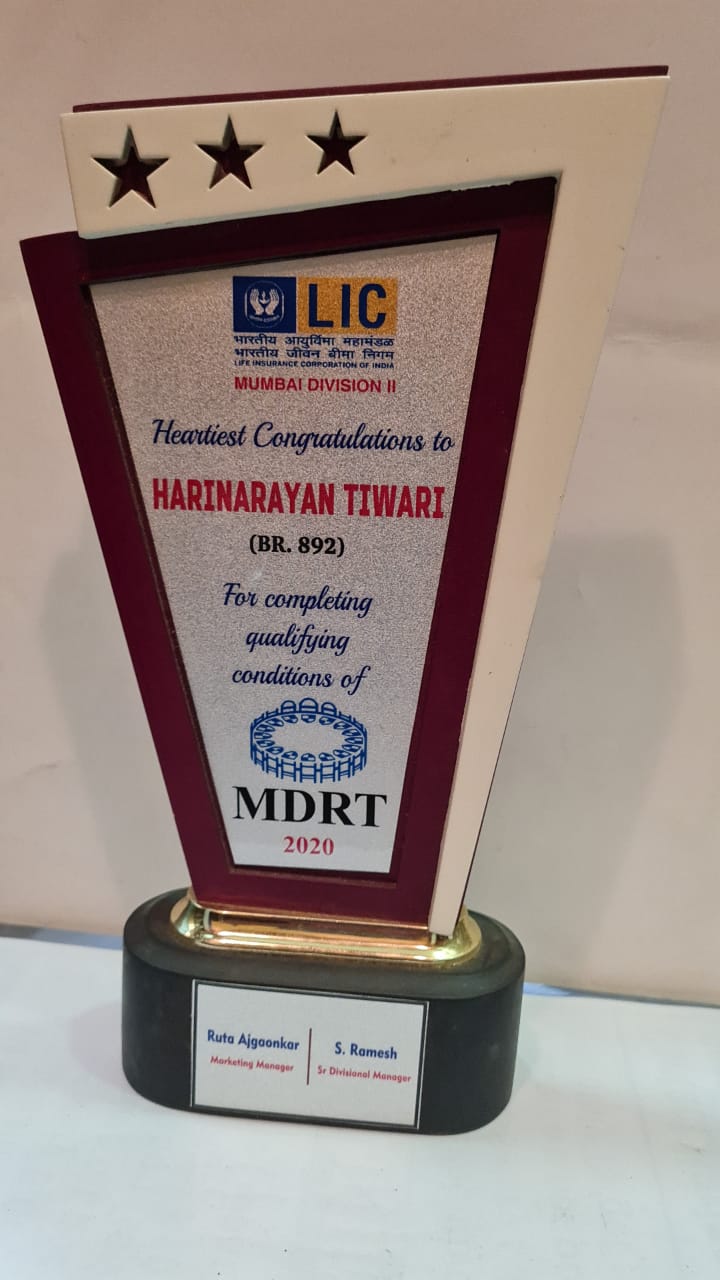 LIC
भारतीय आयुर्विमा महामंडळ
भारतीय जीवन बीमा निगम
LIFE INSURANCE CORPORATION OF INDIA
MUMBAI DIVISION II
Heartiest Congratulations to
HARINARAYAN TIWARI
(BR. 892)
For completing
qualifying
conditions of
MDRT
2020
Ruta Ajgaonkar
Marketing Manager
S. Ramesh
Sr Divisional Manager